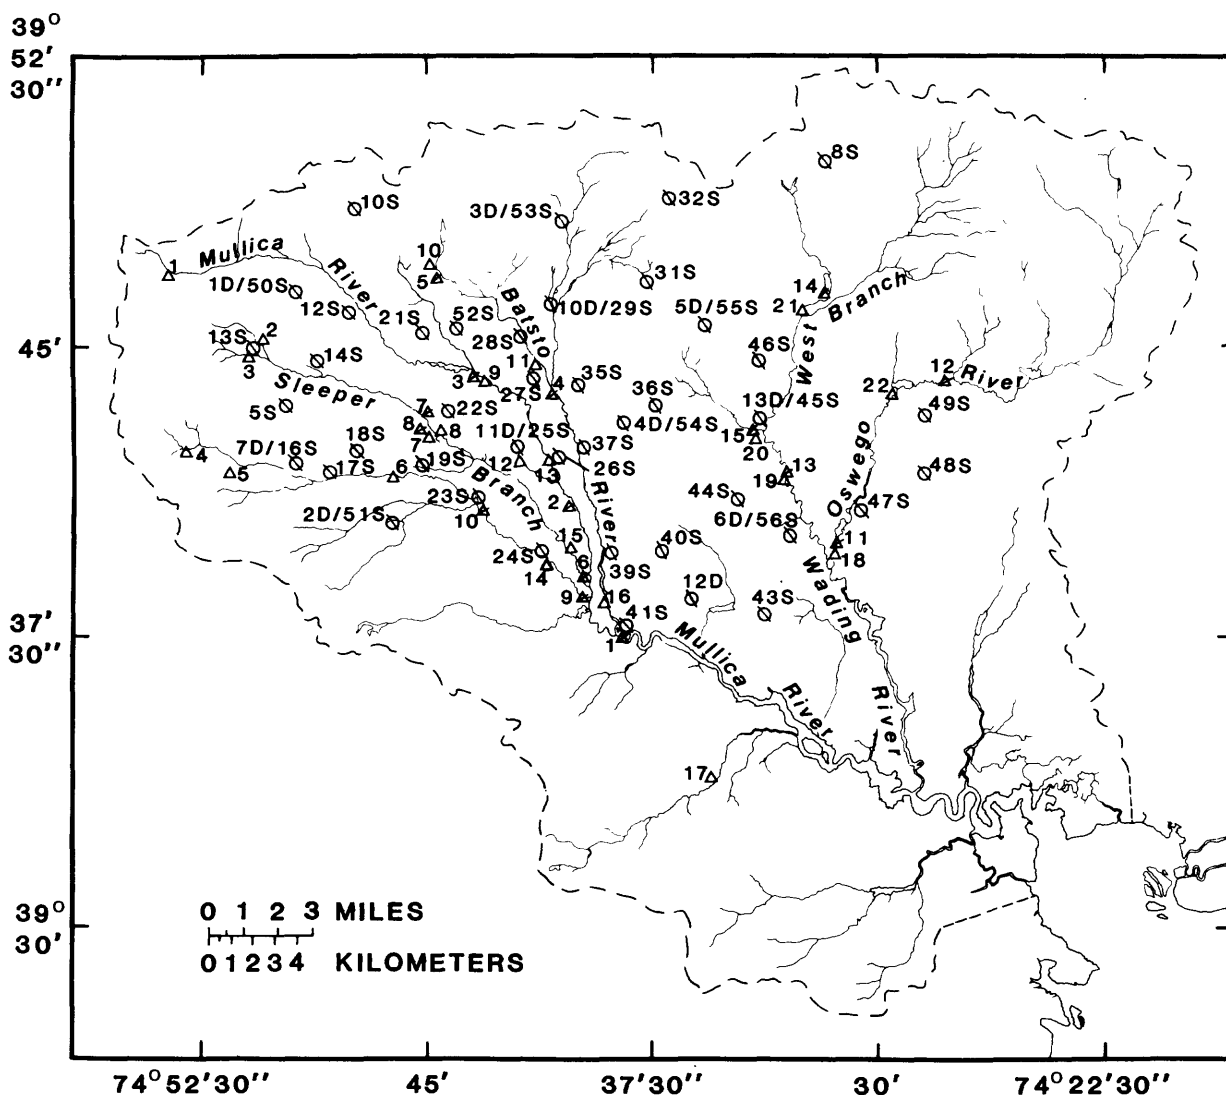 39°
52'
30''
8S
10S
32S
3D/53S
Mullica
10
1
5
31S
River
1D/50S
14
Branch
12S
Batsto
10D/29S
5D/55S
21
21S
52S
28S
West
45'
13S
2
46S
3
14S
11
12
River
Sleeper
3
9
27S
4
35S
22
36S
5S
7
22S
13D/45S
49S
8
8
4D/54S
11D/25S
15
7
20
18S
37S
4
7D/16S
5
17S
6
19S
12
13
26S
13
19
48S
Branch
River
Oswego
23S
44S
47S
2D/51S
10
2
6D/56S
15
40S
11
24S
6
39S
18
14
12D
Wading
9
16
43S
41S
37'
30''
1
Mullica
River
River
17
0 1 2 3 MILES
39°
30'
0 1 2 3 4 KILOMETERS
74° 52' 30'' 45' 37' 30'' 30' 74° 22' 30''